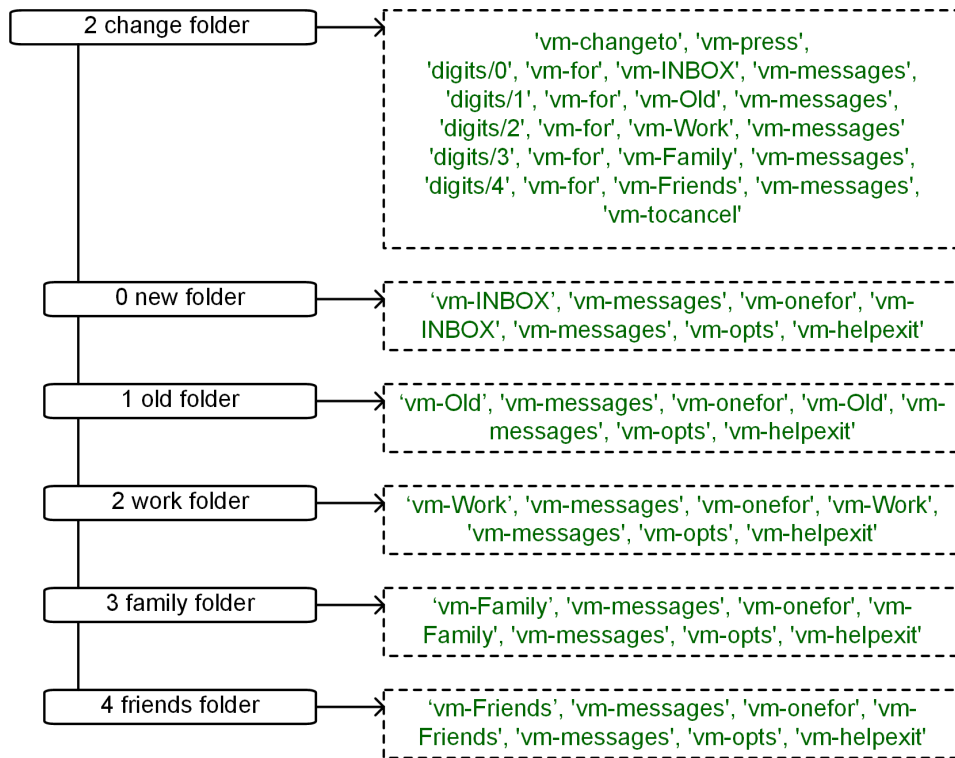 2 change folder
'vm-changeto', 'vm-press',
'digits/0', 'vm-for', 'vm-INBOX', 'vm-messages',
'digits/1', 'vm-for', 'vm-Old', 'vm-messages',
'digits/2', 'vm-for', 'vm-Work', 'vm-messages'
'digits/3', 'vm-for', 'vm-Family', 'vm-messages',
'digits/4', 'vm-for', 'vm-Friends', 'vm-messages',
'vm-tocancel'
0 new folder
‘vm-INBOX’, 'vm-messages', 'vm-onefor', 'vm-
INBOX', 'vm-messages', 'vm-opts', 'vm-helpexit'
1 old folder
‘vm-Old’, 'vm-messages', 'vm-onefor', 'vm-Old', 'vm-
messages', 'vm-opts', 'vm-helpexit'
2 work folder
‘vm-Work’, 'vm-messages', 'vm-onefor', 'vm-Work',
'vm-messages', 'vm-opts', 'vm-helpexit'
3 family folder
‘vm-Family’, 'vm-messages', 'vm-onefor', 'vm-
Family', 'vm-messages', 'vm-opts', 'vm-helpexit'
4 friends folder
‘vm-Friends’, 'vm-messages', 'vm-onefor', 'vm-
Friends', 'vm-messages', 'vm-opts', 'vm-helpexit'